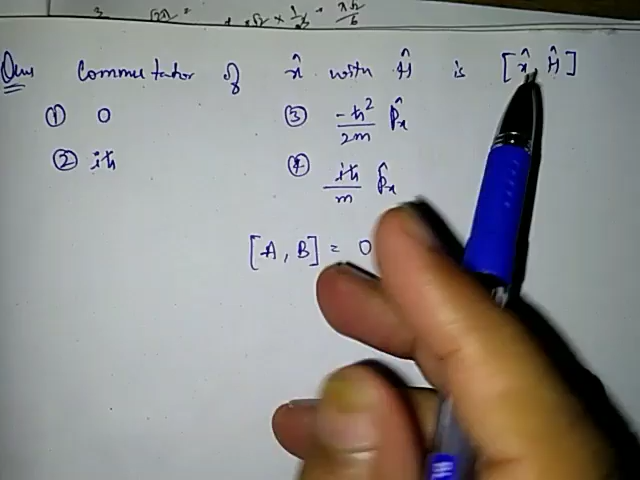 Ques Commutator of x̂ with Ĥ is [x̂, Ĥ]
① 0 ③ -ħ²/2m p̂x
② iħ ④ iħ/m p̂x
[A, B] = 0